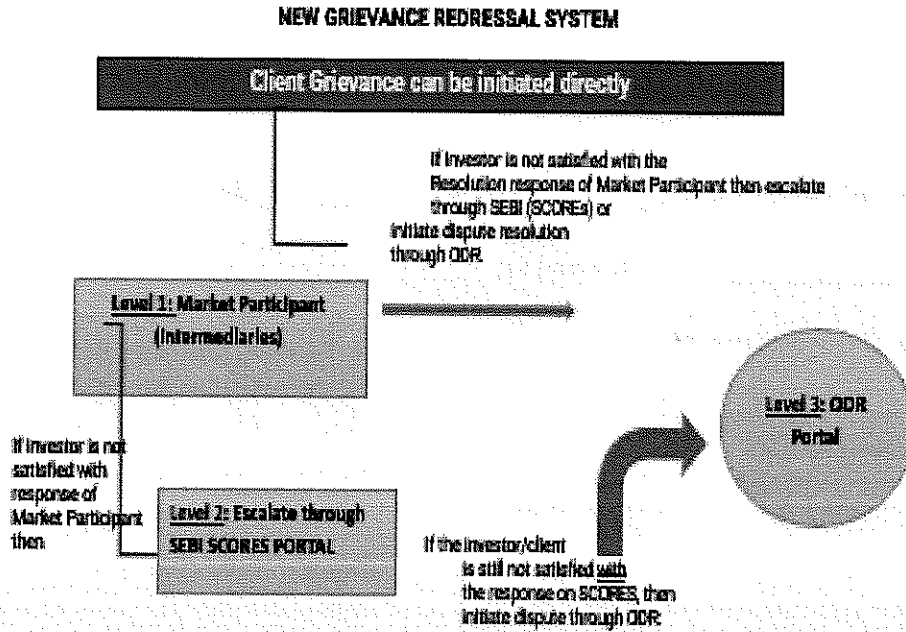 NEW GRIEVANCE REDRESSAL SYSTEM
Client Grievance can be initiated directly
If Investor is not satisfied with the
Resolution response of Market Participant then escalate
through SEBI (SCOREs) or
initiate dispute resolution
through ODR
Level 1: Market Participant
(Intermediaries)
Level 3: ODR
Portal
If Investor is not
satisfied with
response of
Market Participant
then
Level 2: Escalate through
SEBI SCORES PORTAL
If the Investor/client
is still not satisfied with
the response on SCORES, then
initiate dispute through ODR